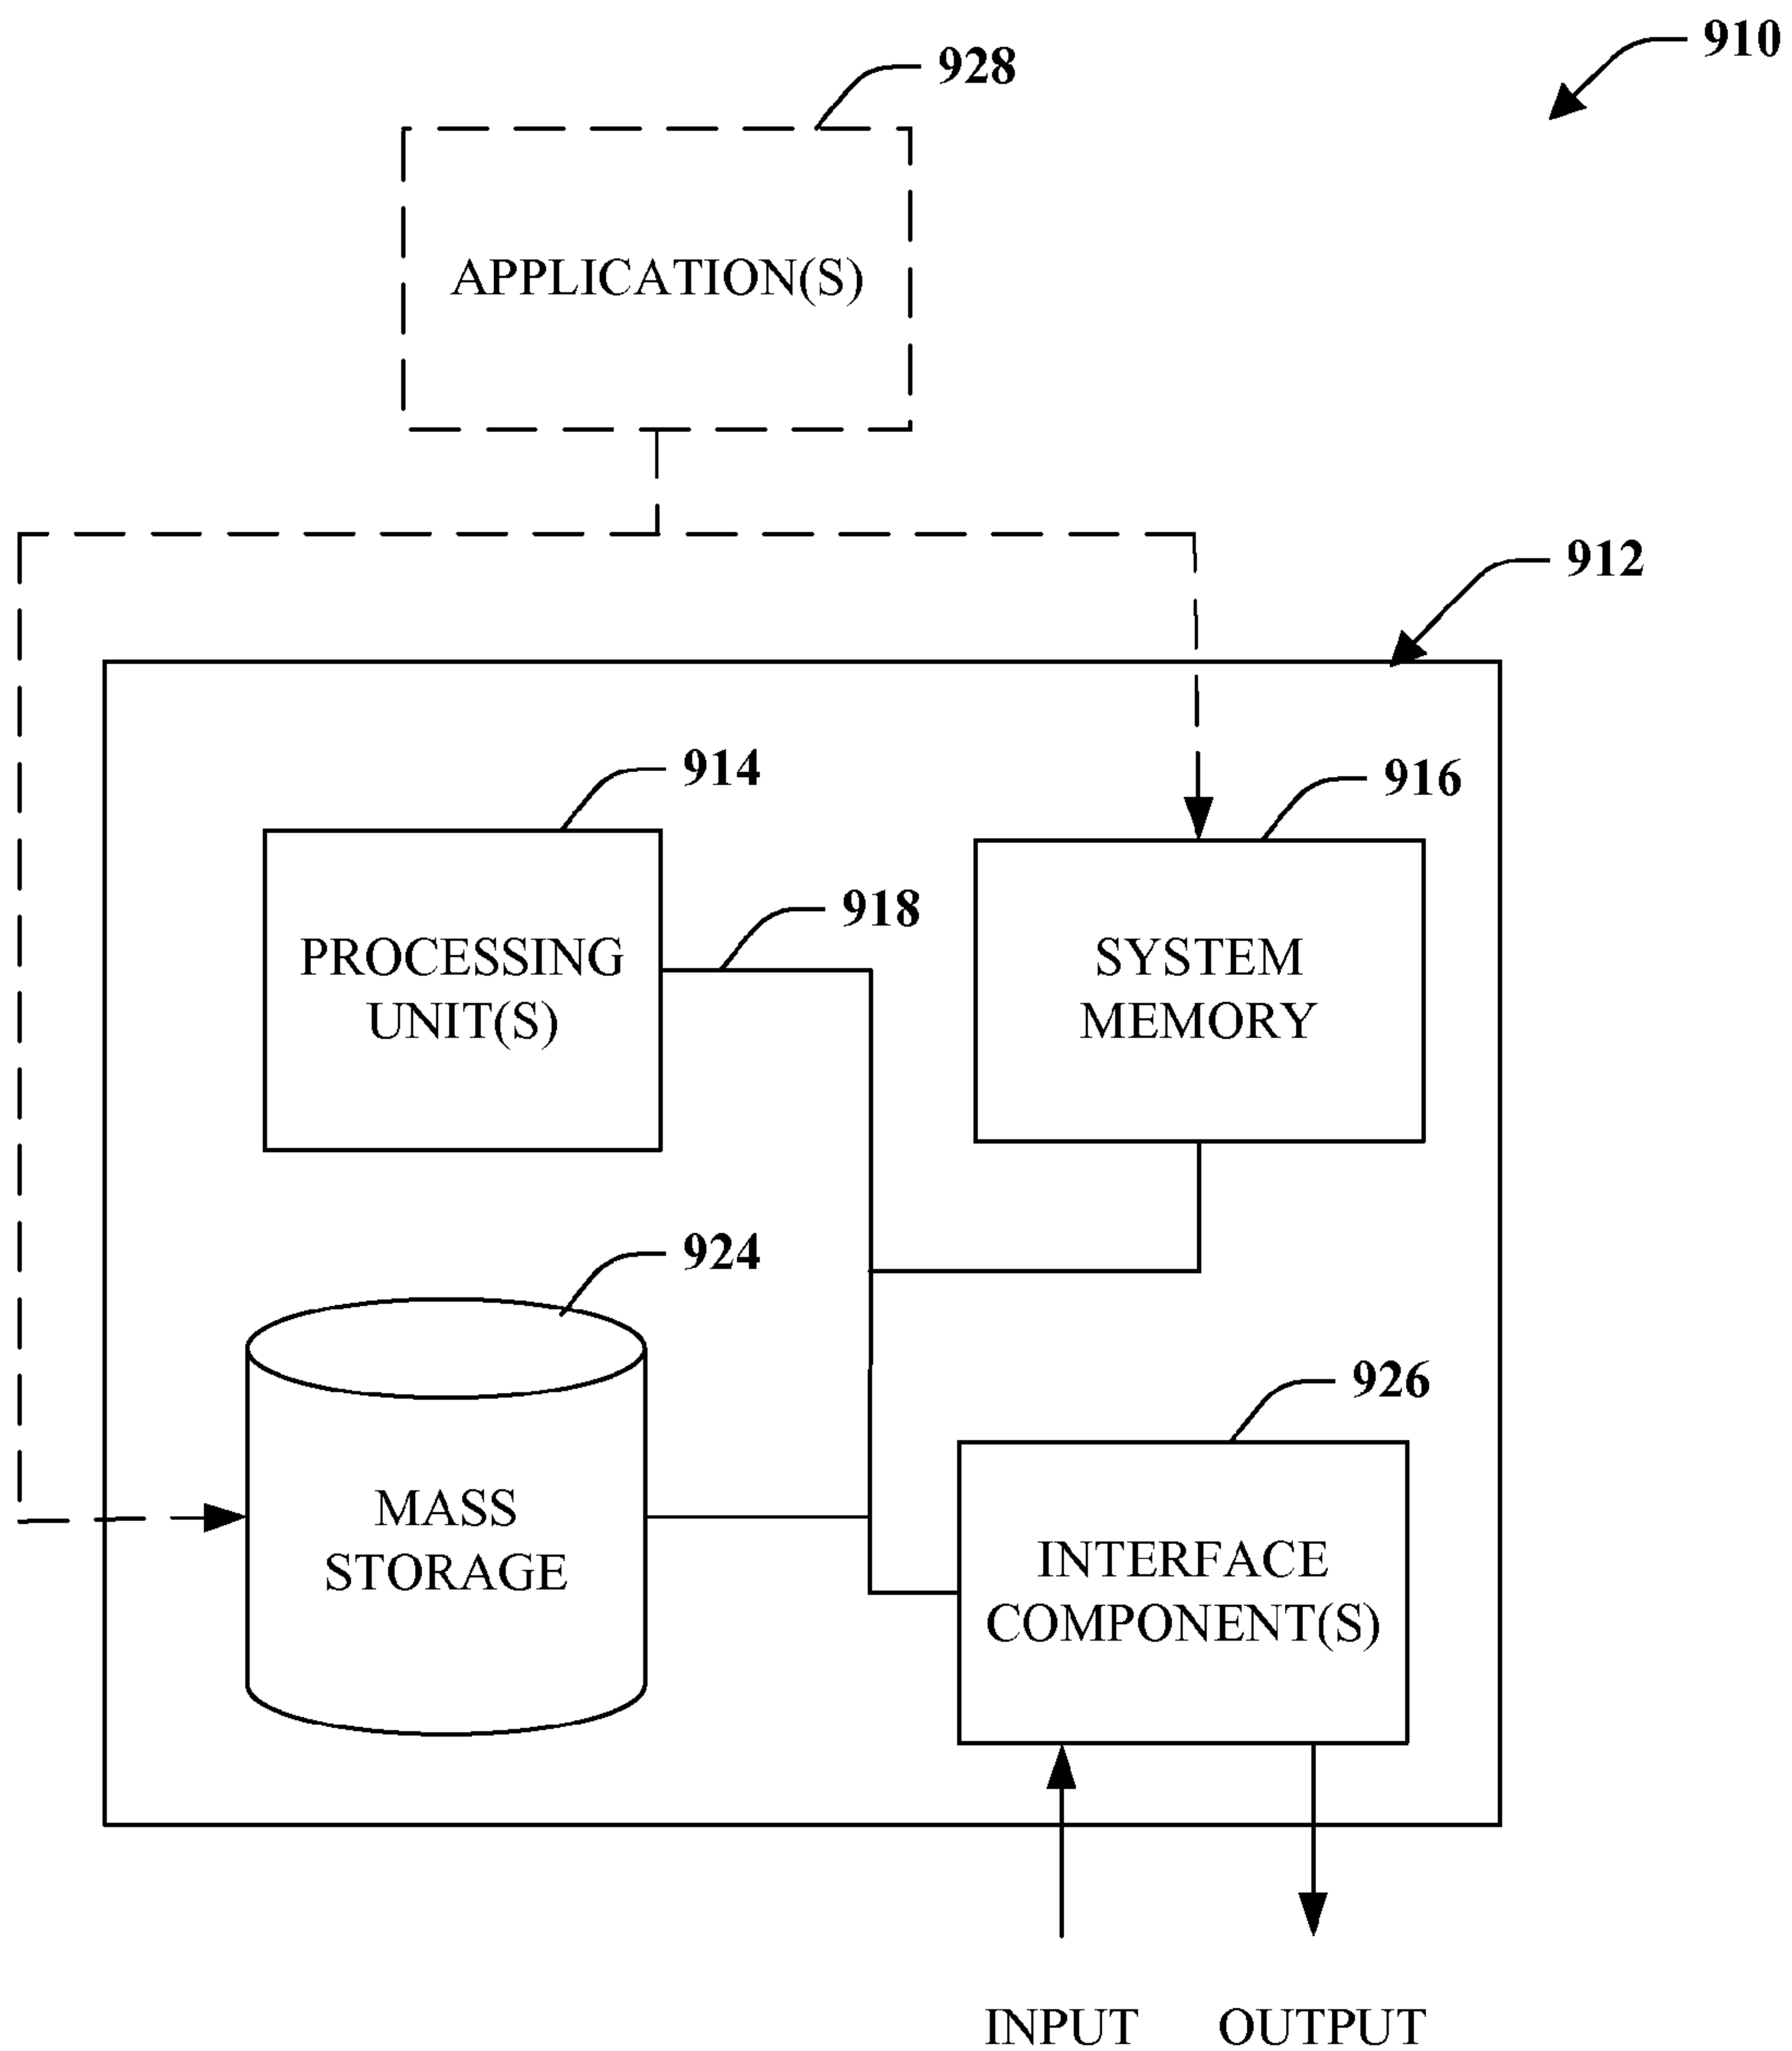 910
928
APPLICATION(S)
912
914
916
918
PROCESSING
UNIT(S)
SYSTEM
MEMORY
924
926
MASS
STORAGE
INTERFACE
COMPONENT(S)
INPUT
OUTPUT